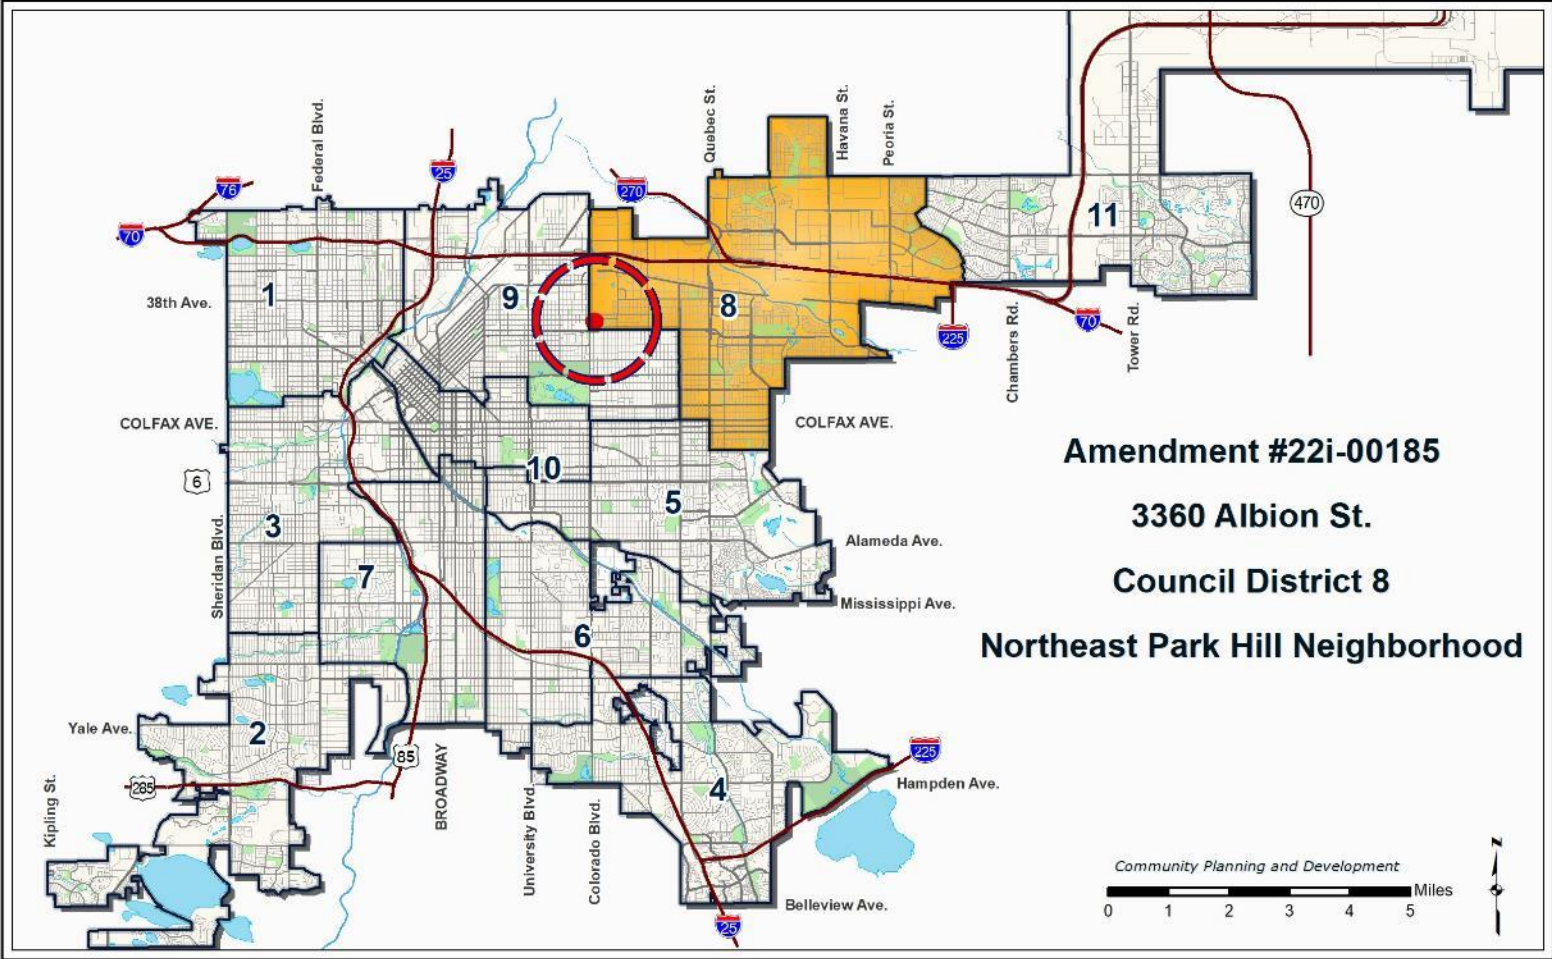 Federal Blvd.
Quebec St.
Havana St.
Peoria St.
76
25
270
470
70
11
1
9
8
38th Ave.
225
70
Chambers Rd.
Tower Rd.
COLFAX AVE.
COLFAX AVE.
Amendment #22i-00185
6
10
5
3360 Albion St.
3
Sheridan Blvd.
Alameda Ave.
7
Council District 8
Mississippi Ave.
6
Northeast Park Hill Neighborhood
2
Yale Ave.
85
225
285
4
Hampden Ave.
Kipling St.
BROADWAY
University Blvd.
Colorado Blvd.
Community Planning and Development
Miles
0 1 2 3 4 5
N
Belleview Ave.
25